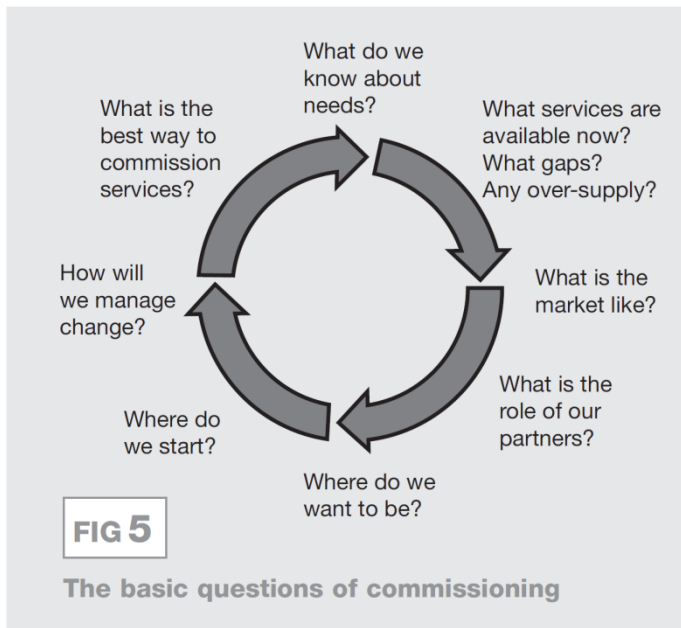 What do we
know about
needs?
What services are
available now?
What gaps?
Any over-supply?
What is the
market like?
What is the
role of our
partners?
Where do we
want to be?
Where do
we start?
How will
we manage
change?
What is the
best way to
commission
services?
FIG 5
The basic questions of commissioning